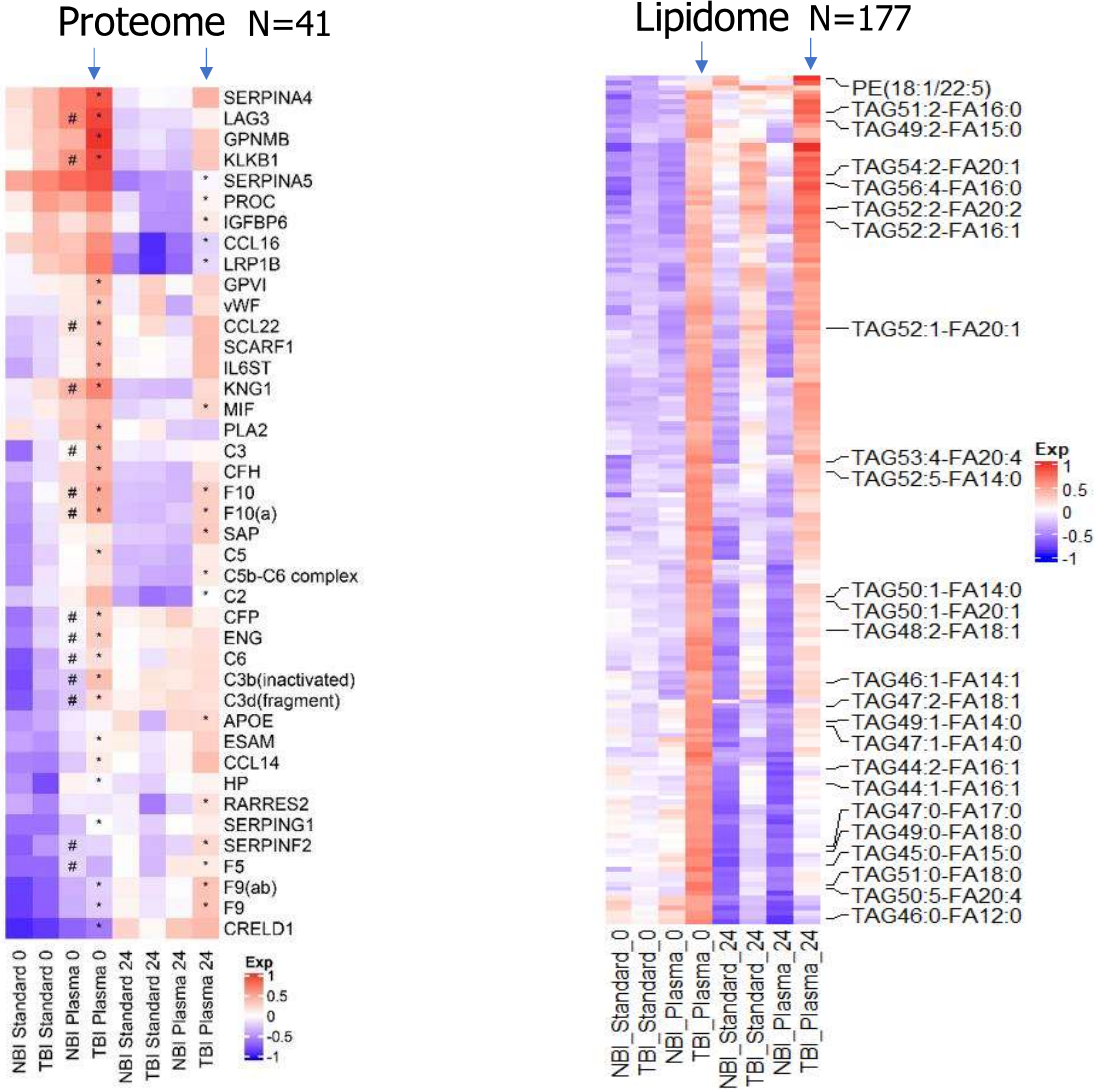 Proteome N=41
SERPINA4
* 
# * LAG3
* GPNMB
# * KLKB1
SERPINA5 *
PROC *
IGFBP6 *
CCL16 *
LRP1B *
* GPVI
* vWF
# * CCL22
* SCARF1
* IL6ST
# * KNG1
* MIF
* PLA2
# * C3
* CFH
# * * F10
# * * F10(a)
* SAP
* C5
* C5b-C6 complex
* C2
# * CFP
# * ENG
# * C6
# * C3b(inactivated)
# * C3d(fragment)
* APOE
* ESAM
* CCL14
* HP
* RARRES2
* SERPING1
# * SERPINF2
# * F5
* * F9(ab)
* * F9
* CRELD1
NBI Standard 0
TBI Standard 0
NBI Plasma 0
TBI Plasma 0
NBI Standard 24
TBI Standard 24
NBI Plasma 24
TBI Plasma 24
Exp
1
0.5
0
-0.5
-1
Lipidome N=177
PE(18:1/22:5)
TAG51:2-FA16:0
TAG49:2-FA15:0
TAG54:2-FA20:1
TAG56:4-FA16:0
TAG52:2-FA20:2
TAG52:2-FA16:1
TAG52:1-FA20:1
TAG53:4-FA20:4
TAG52:5-FA14:0
TAG50:1-FA14:0
TAG50:1-FA20:1
TAG48:2-FA18:1
TAG46:1-FA14:1
TAG47:2-FA18:1
TAG49:1-FA14:0
TAG47:1-FA14:0
TAG44:2-FA16:1
TAG44:1-FA16:1
TAG47:0-FA17:0
TAG49:0-FA18:0
TAG45:0-FA15:0
TAG51:0-FA18:0
TAG50:5-FA20:4
TAG46:0-FA12:0
NBI_Standard_0
TBI_Standard_0
NBI_Plasma_0
TBI_Plasma_0
NBI_Standard_24
TBI_Standard_24
NBI_Plasma_24
TBI_Plasma_24
Exp
1
0.5
0
-0.5
-1